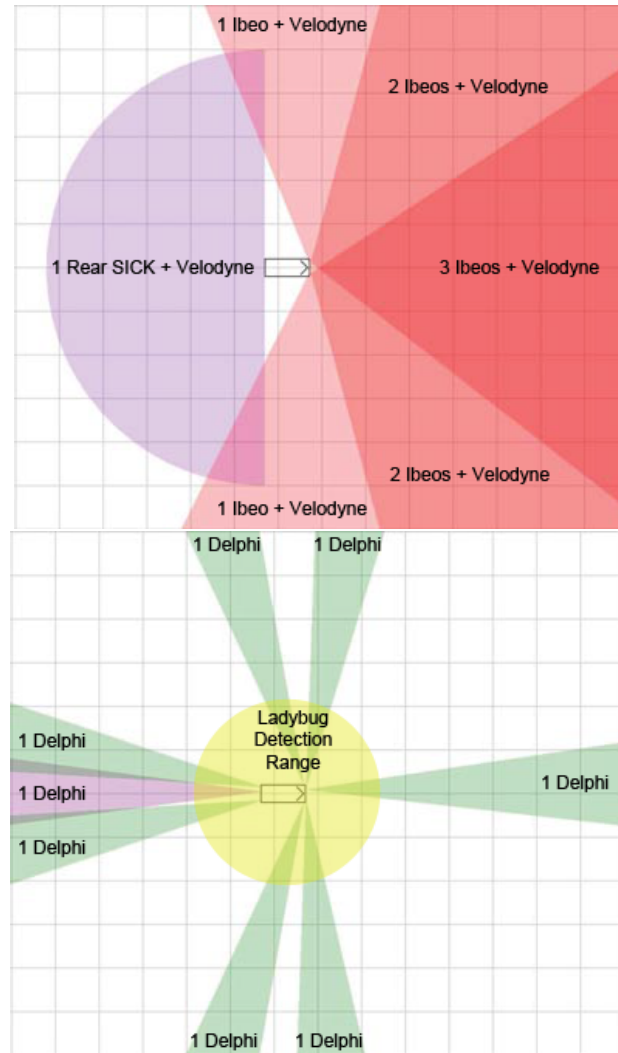 1 Ibeo + Velodyne
2 Ibeos + Velodyne
1 Rear SICK + Velodyne
3 Ibeos + Velodyne
2 Ibeos + Velodyne
1 Ibeo + Velodyne
1 Delphi
1 Delphi
Ladybug
Detection
Range
1 Delphi
1 Delphi
1 Delphi
1 Delphi
1 Delphi
1 Delphi